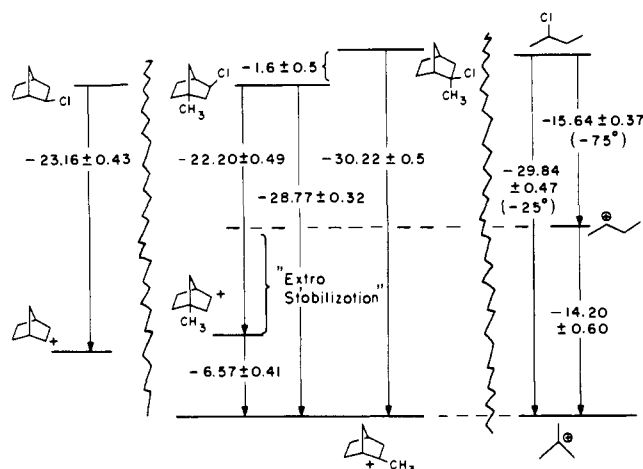 Cl
Cl
CH3
-1.6 ± 0.5
Cl
CH3
Cl
-23.16 ± 0.43
-22.20 ± 0.49
-28.77 ± 0.32
-30.22 ± 0.5
-29.84
± 0.47
(-25°)
-15.64 ± 0.37
(-75°)
⊕
+
CH3
+
"Extra
Stabilization"
-6.57 ± 0.41
-14.20
± 0.60
+
CH3
⊕